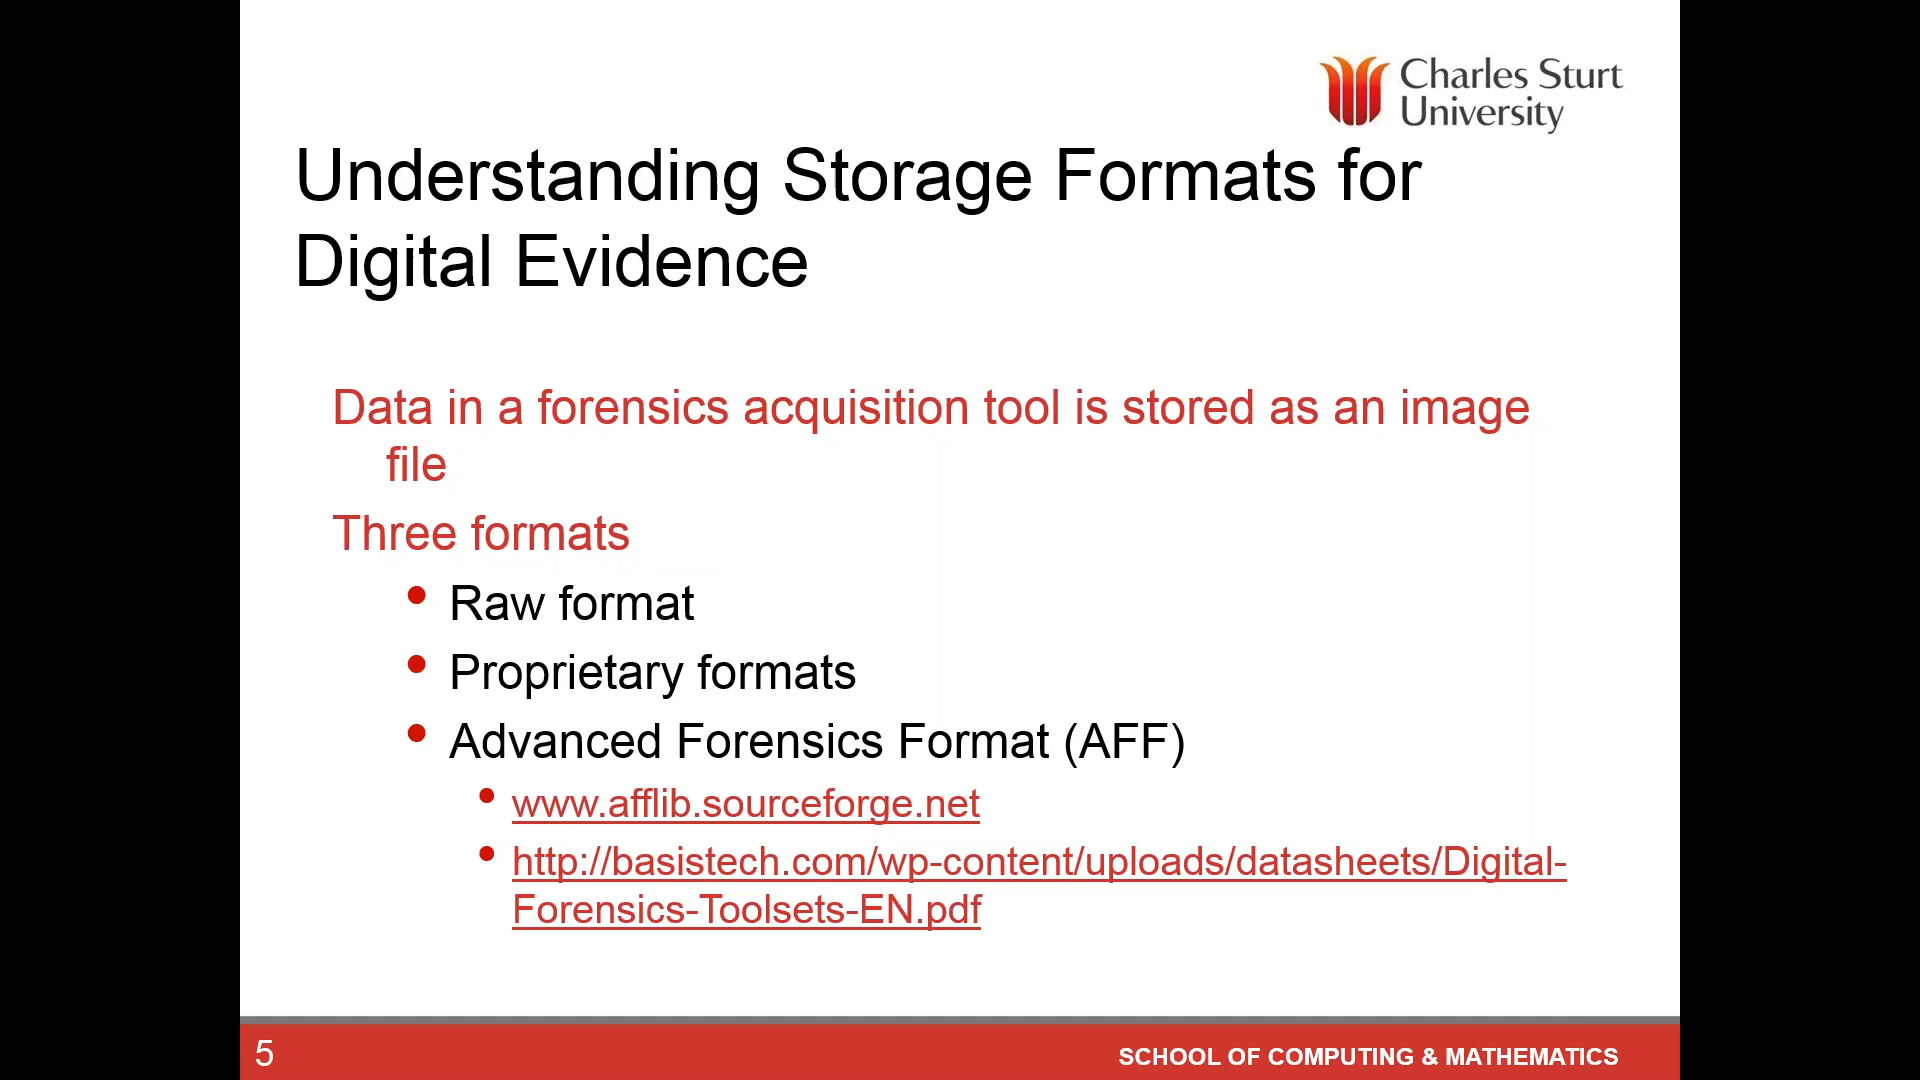 Charles Sturt
University
Understanding Storage Formats for
Digital Evidence
Data in a forensics acquisition tool is stored as an image
file
Three formats
• Raw format
• Proprietary formats
• Advanced Forensics Format (AFF)
• www.afflib.sourceforge.net
• http://basistech.com/wp-content/uploads/datasheets/Digital-
Forensics-Toolsets-EN.pdf
5
SCHOOL OF COMPUTING & MATHEMATICS